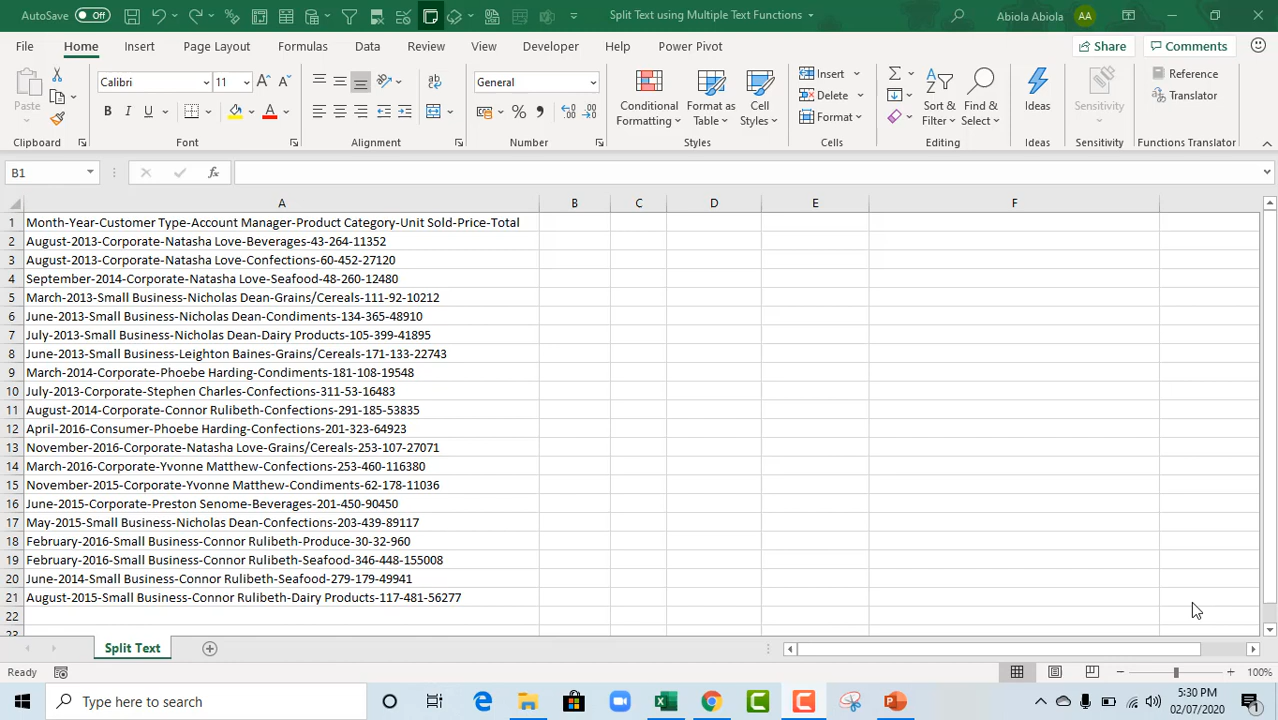 AutoSave Off Split Text using Multiple Text Functions Abiola Abiola AA
File Home Insert Page Layout Formulas Data Review View Developer Help Power Pivot Share Comments
Paste Calibri 11 General Conditional Formatting Format as Table Cell Styles Insert Delete Format Sort & Filter Find & Select Ideas Sensitivity Reference Translator
Clipboard Font Alignment Number Styles Cells Editing Ideas Sensitivity Functions Translator
B1 fx
A B C D E F
1 Month-Year-Customer Type-Account Manager-Product Category-Unit Sold-Price-Total
2 August-2013-Corporate-Natasha Love-Beverages-43-264-11352
3 August-2013-Corporate-Natasha Love-Confections-60-452-27120
4 September-2014-Corporate-Natasha Love-Seafood-48-260-12480
5 March-2013-Small Business-Nicholas Dean-Grains/Cereals-111-92-10212
6 June-2013-Small Business-Nicholas Dean-Condiments-134-365-48910
7 July-2013-Small Business-Nicholas Dean-Dairy Products-105-399-41895
8 June-2013-Small Business-Leighton Baines-Grains/Cereals-171-133-22743
9 March-2014-Corporate-Phoebe Harding-Condiments-181-108-19548
10 July-2013-Corporate-Stephen Charles-Confections-311-53-16483
11 August-2014-Corporate-Connor Rulibeth-Confections-291-185-53835
12 April-2016-Consumer-Phoebe Harding-Confections-201-323-64923
13 November-2016-Corporate-Natasha Love-Grains/Cereals-253-107-27071
14 March-2016-Corporate-Yvonne Matthew-Confections-253-460-116380
15 November-2015-Corporate-Yvonne Matthew-Condiments-62-178-11036
16 June-2015-Corporate-Preston Senome-Beverages-201-450-90450
17 May-2015-Small Business-Nicholas Dean-Confections-203-439-89117
18 February-2016-Small Business-Connor Rulibeth-Produce-30-32-960
19 February-2016-Small Business-Connor Rulibeth-Seafood-346-448-155008
20 June-2014-Small Business-Connor Rulibeth-Seafood-279-179-49941
21 August-2015-Small Business-Connor Rulibeth-Dairy Products-117-481-56277
22
23
Split Text
Ready 100%
Type here to search 5:30 PM
02/07/2020